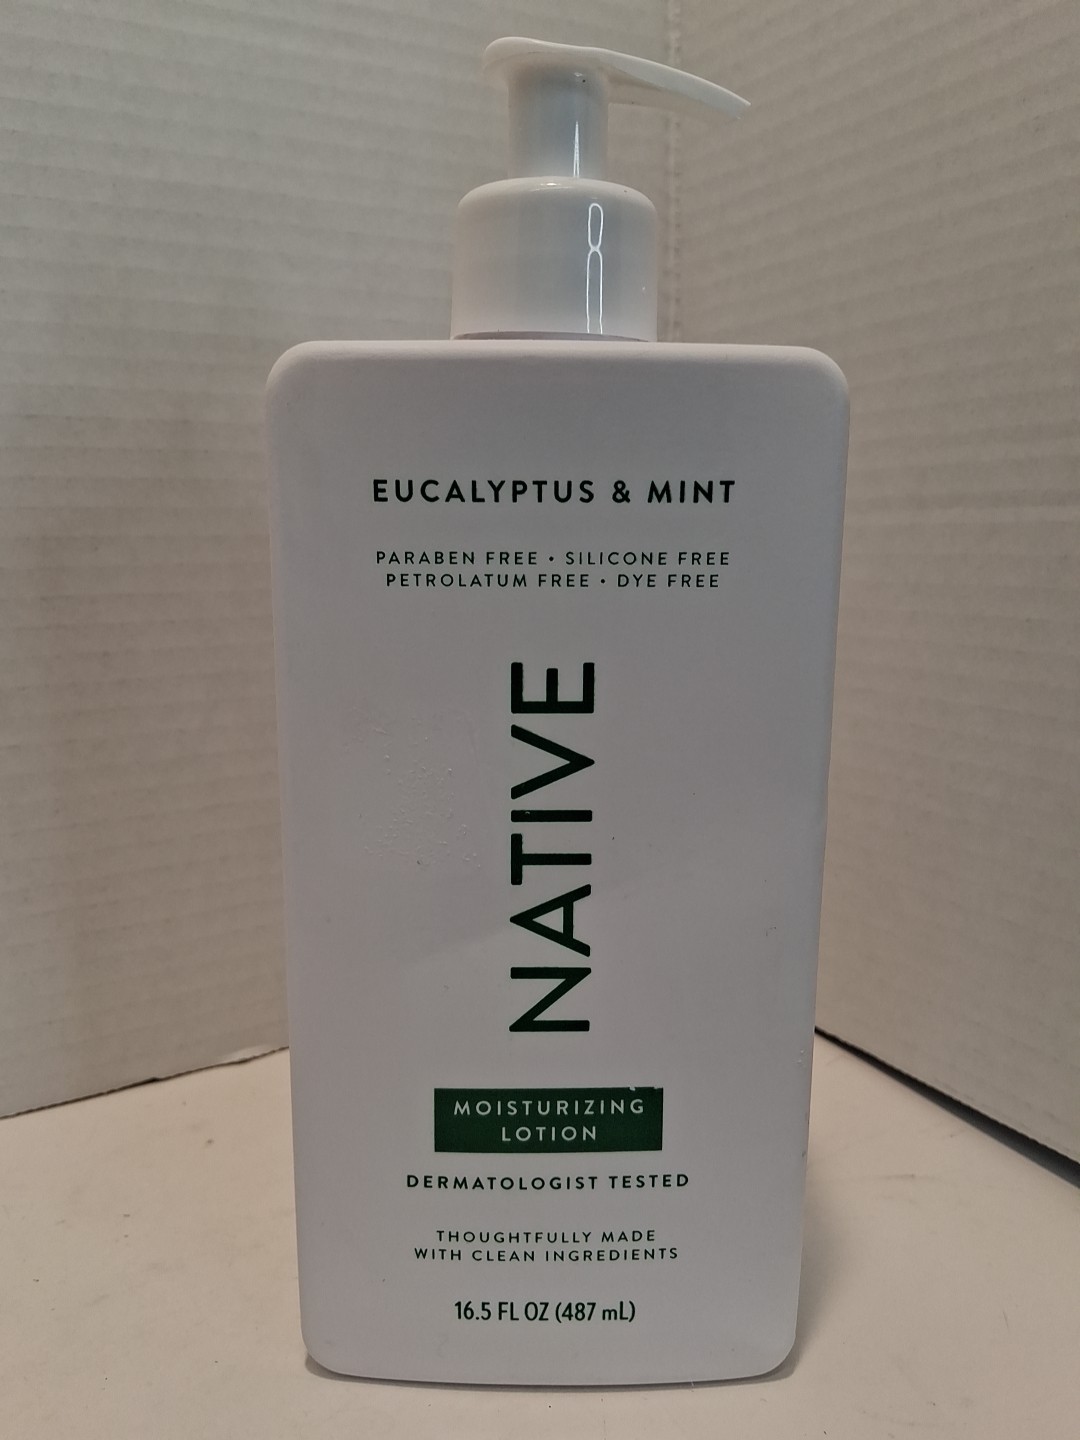 EUCALYPTUS & MINT
PARABEN FREE • SILICONE FREE
PETROLATUM FREE • DYE FREE
NATIVE
MOISTURIZING
LOTION
DERMATOLOGIST TESTED
THOUGHTFULLY MADE
WITH CLEAN INGREDIENTS
16.5 FL OZ (487 mL)